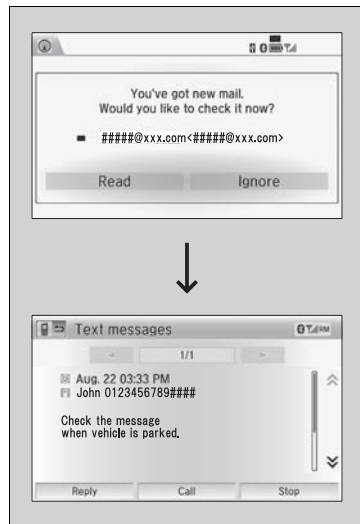 You've got new mail.
Would you like to check it now?
#####@xxx.com<#####@xxx.com>
Read Ignore
Text messages
1/1
Aug. 22 03:33 PM
John 0123456789####
Check the message
when vehicle is parked.
Reply Call Stop